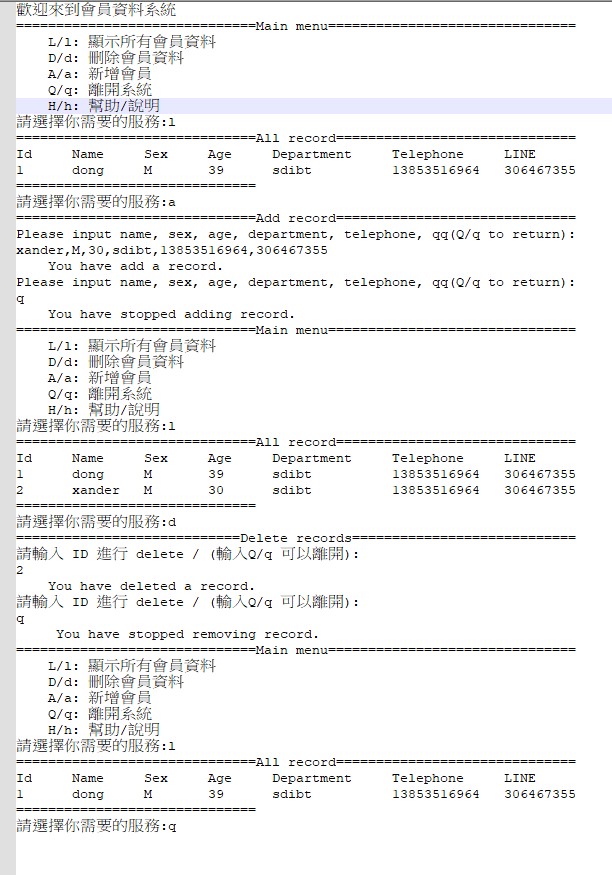 歡迎來到會員資料系統
==============================Main menu===============================
    L/l: 顯示所有會員資料
    D/d: 刪除會員資料
    A/a: 新增會員
    Q/q: 離開系統
    H/h: 幫助/說明
請選擇你需要的服務:l
==============================All record==============================
Id     Name     Sex     Age     Department     Telephone     LINE
1      dong     M       39      sdibt          13853516964   306467355
==============================
請選擇你需要的服務:a
==============================Add record==============================
Please input name, sex, age, department, telephone, qq(Q/q to return):
xander,M,30,sdibt,13853516964,306467355
    You have add a record.
Please input name, sex, age, department, telephone, qq(Q/q to return):
q
    You have stopped adding record.
==============================Main menu===============================
    L/l: 顯示所有會員資料
    D/d: 刪除會員資料
    A/a: 新增會員
    Q/q: 離開系統
    H/h: 幫助/說明
請選擇你需要的服務:l
==============================All record==============================
Id     Name     Sex     Age     Department     Telephone     LINE
1      dong     M       39      sdibt          13853516964   306467355
2      xander   M       30      sdibt          13853516964   306467355
==============================
請選擇你需要的服務:d
============================Delete records============================
請輸入 ID 進行 delete / (輸入Q/q 可以離開):
2
    You have deleted a record.
請輸入 ID 進行 delete / (輸入Q/q 可以離開):
q
     You have stopped removing record.
==============================Main menu===============================
    L/l: 顯示所有會員資料
    D/d: 刪除會員資料
    A/a: 新增會員
    Q/q: 離開系統
    H/h: 幫助/說明
請選擇你需要的服務:l
==============================All record==============================
Id     Name     Sex     Age     Department     Telephone     LINE
1      dong     M       39      sdibt          13853516964   306467355
==============================
請選擇你需要的服務:q